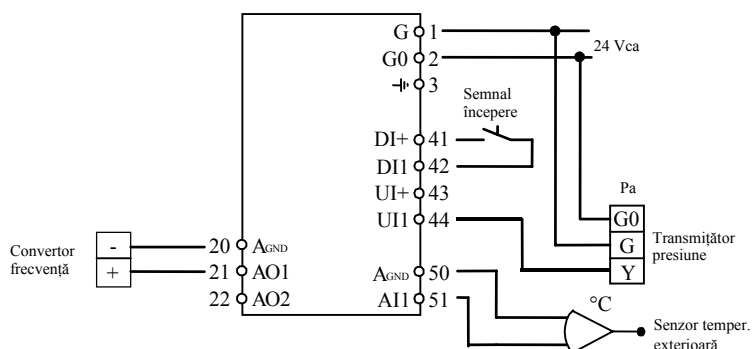 G 1
G0 2
24 Vca
3
Semnal
începere
DI+ 41
DI1 42
UI+ 43
UI1 44
Pa
G0
G
Y
Transmițător
presiune
Convertor
frecvență
-
+
20 AGND
21 AO1
22 AO2
AGND 50
AI1 51
°C
Senzor temper.
exterioară